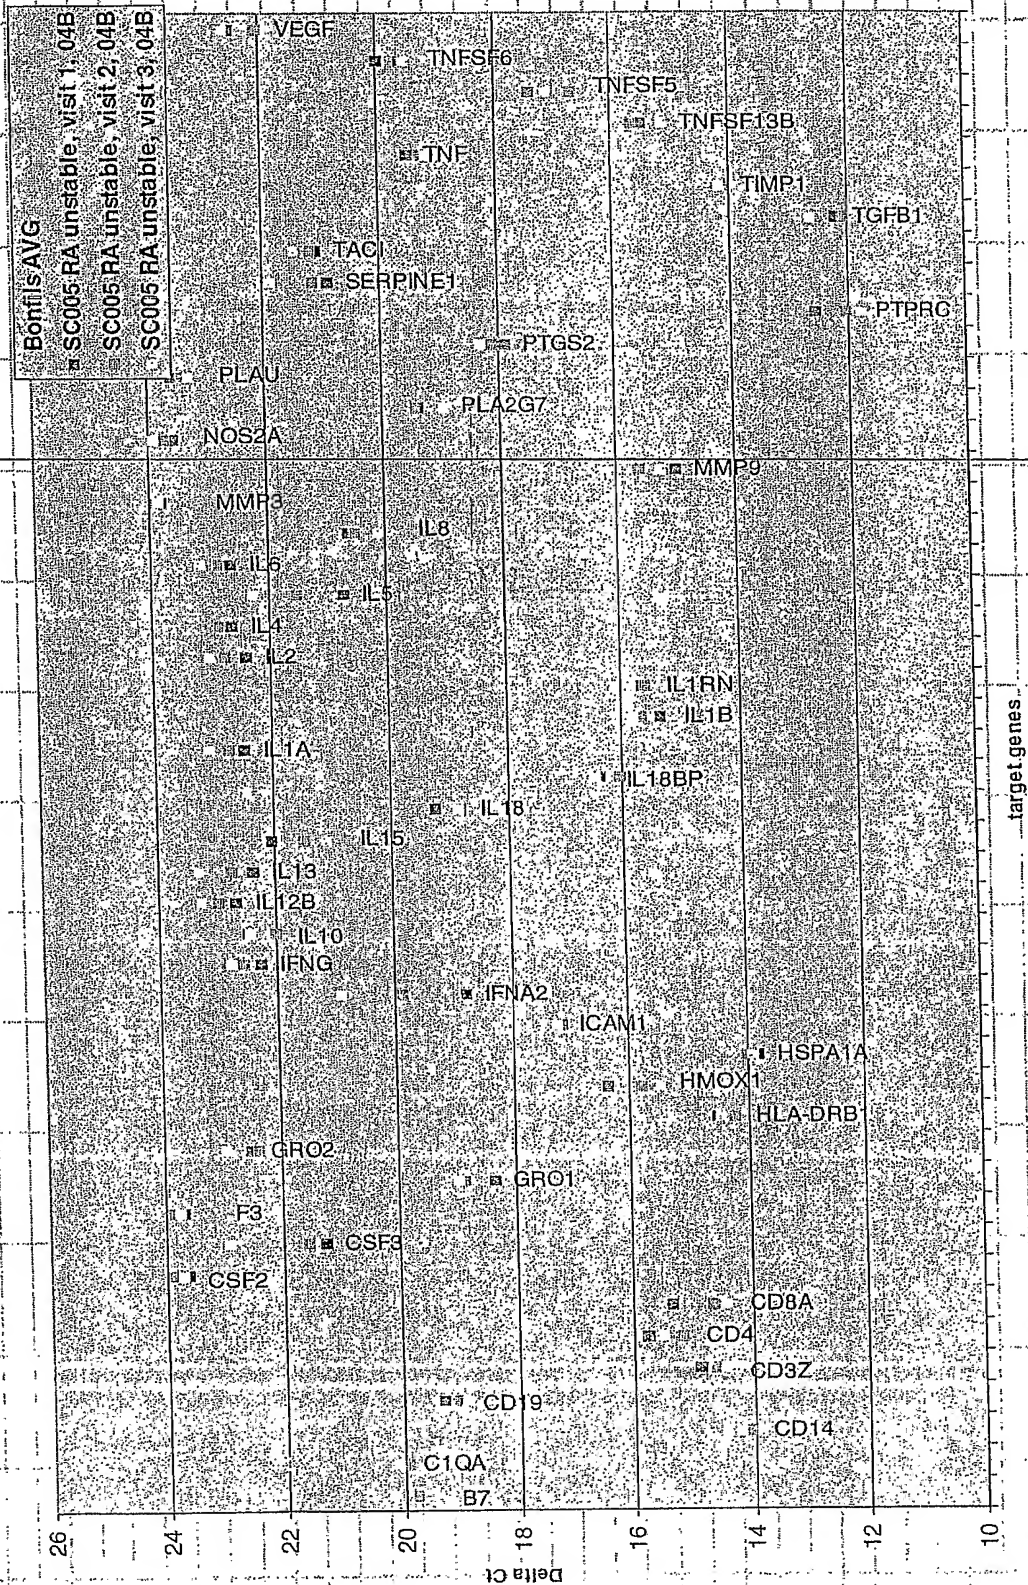 BonfilsAVG
SC005 RA unstable, visit 1, 04B
SC005 RA unstable, visit 2, 04B
SC005 RA unstable, visit 3, 04B
Delta Ct
26
24
22
20
18
16
14
12
10
target genes
B7
C1QA
CD14
CD19
CD3Z
CD4
CD8A
CSF2
CSF3
F3
GRO1
GRO2
HLA-DRB
HMOX1
HSPA1A
ICAM1
IFNA2
IFNG
IL10
IL12B
L13
IL15
IL18
IL18BP
IL1A
IL1B
IL1RN
IL2
IL4
IL5
IL6
IL8
MMP3
MMP9
NOS2A
PLA2G7
PLAU
PTGS2
PTPRC
SERPINE1
TACI
TGFB1
TIMP1
TNF
TNFSF13B
TNFSF5
TNFSF6
VEGF